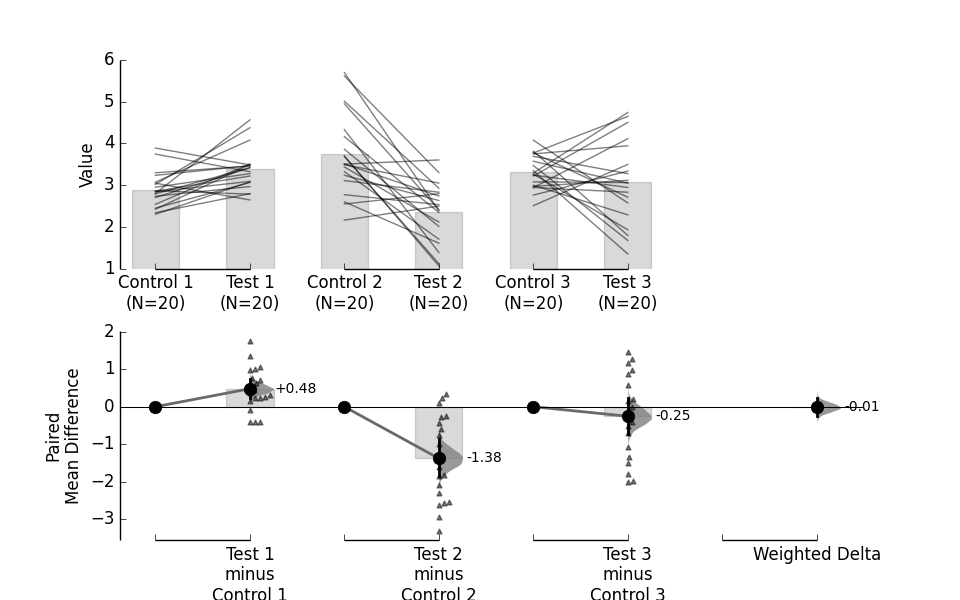 6
5
4
3
2
1
Value
Control 1
(N=20)
Test 1
(N=20)
Control 2
(N=20)
Test 2
(N=20)
Control 3
(N=20)
Test 3
(N=20)
2
1
0
−1
−2
−3
Paired
Mean Difference
+0.48
-1.38
-0.25
-0.01
Test 1
minus
Control 1
Test 2
minus
Control 2
Test 3
minus
Control 3
Weighted Delta